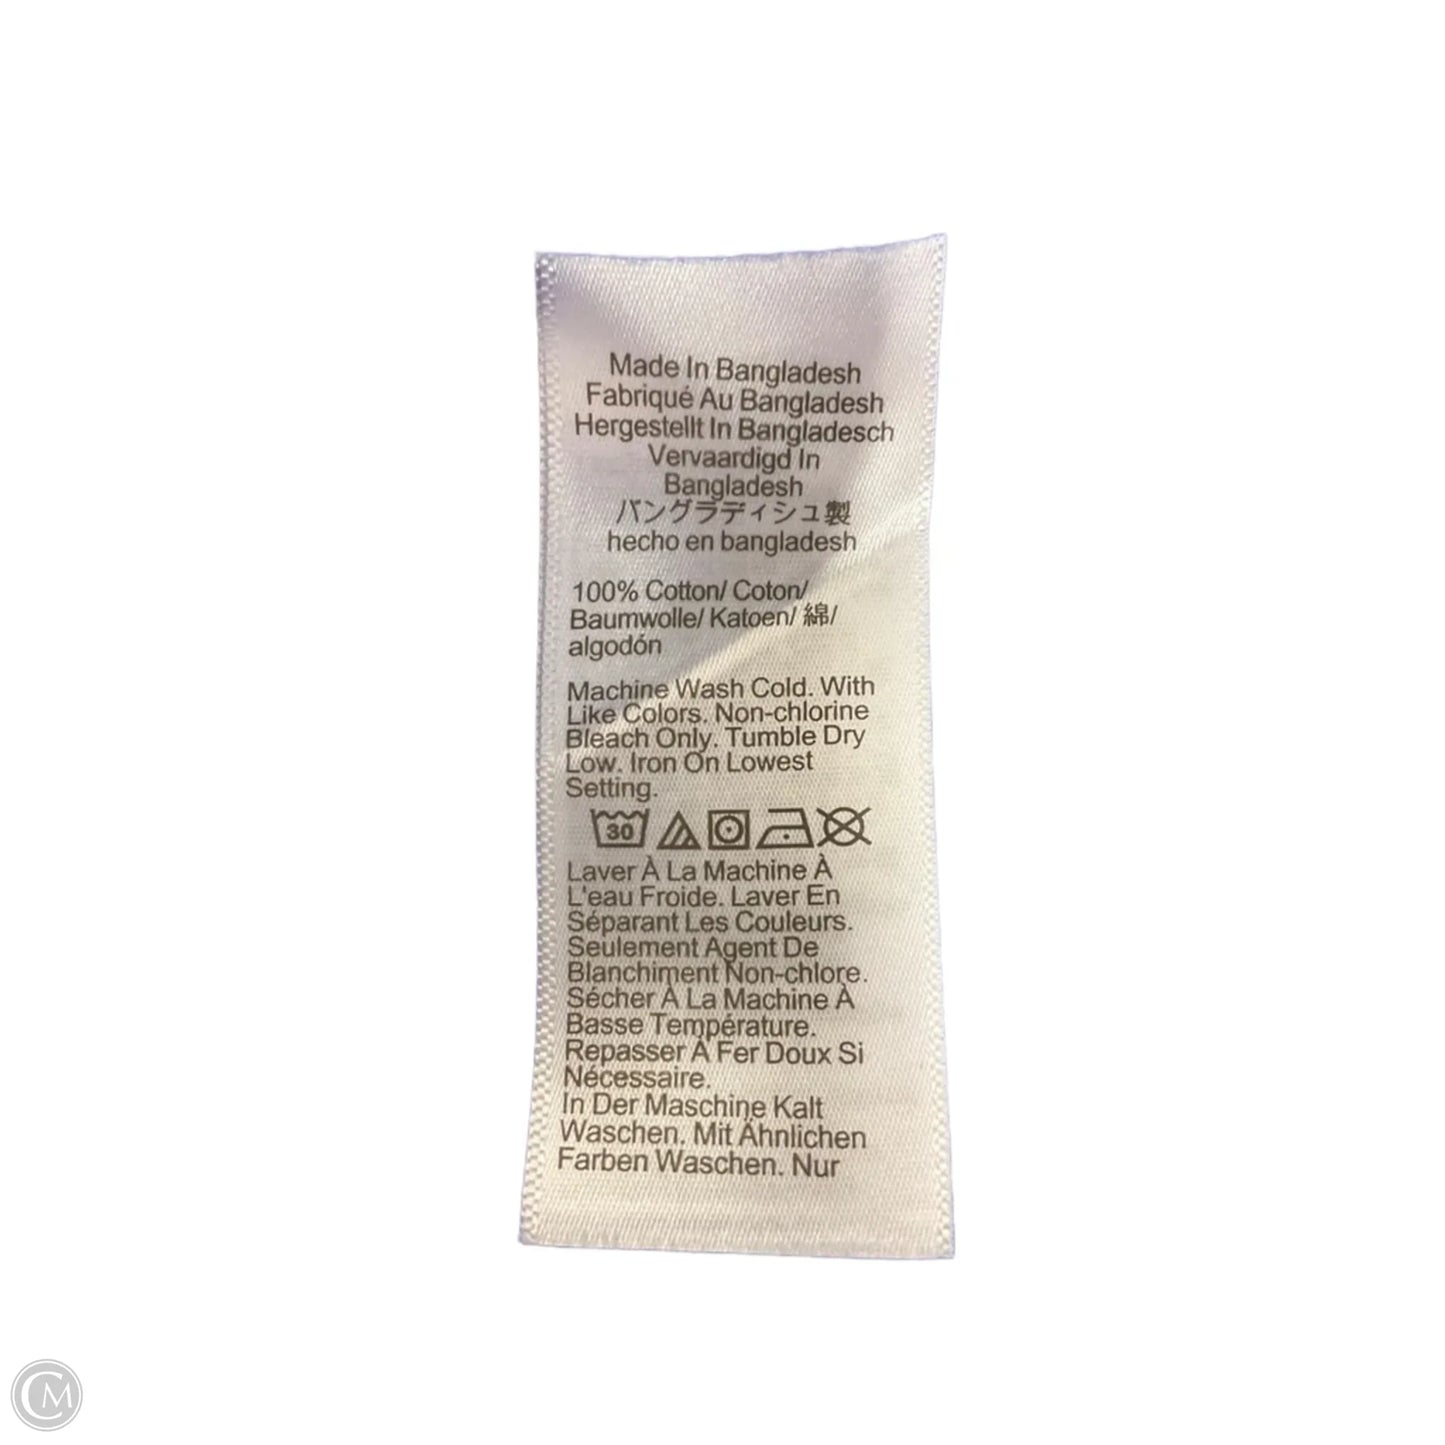 Made In Bangladesh
Fabriqué Au Bangladesh
Hergestellt In Bangladesch
Vervaardigd In
Bangladesh
バングラディシュ製
hecho en bangladesh
100% Cotton/ Coton/
Baumwolle/ Katoen/ 綿/
algodón
Machine Wash Cold. With
Like Colors. Non-chlorine
Bleach Only. Tumble Dry
Low. Iron On Lowest
Setting.
30
Laver À La Machine À
L'eau Froide. Laver En
Séparant Les Couleurs.
Seulement Agent De
Blanchiment Non-chlore.
Sécher À La Machine À
Basse Température.
Repasser À Fer Doux Si
Nécessaire.
In Der Maschine Kalt
Waschen. Mit Ähnlichen
Farben Waschen. Nur
CM